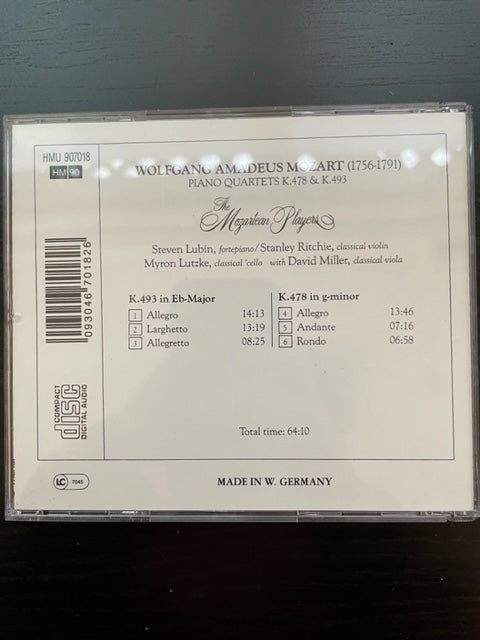 HMU 907018
HM 90
WOLFGANG AMADEUS MOZART (1756-1791)
PIANO QUARTETS K.478 & K.493
The
Mozartean Players
Steven Lubin, fortepiano/Stanley Ritchie, classical violin
Myron Lutzke, classical 'cello with David Miller, classical viola
K.493 in Eb-Major
1 Allegro 14:13
2 Larghetto 13:19
3 Allegretto 08:25
K.478 in g-minor
4 Allegro 13:46
5 Andante 07:16
6 Rondo 06:58
093046 701826
COMPACT
disc
DIGITAL AUDIO
Total time: 64:10
LC 7045
MADE IN W. GERMANY